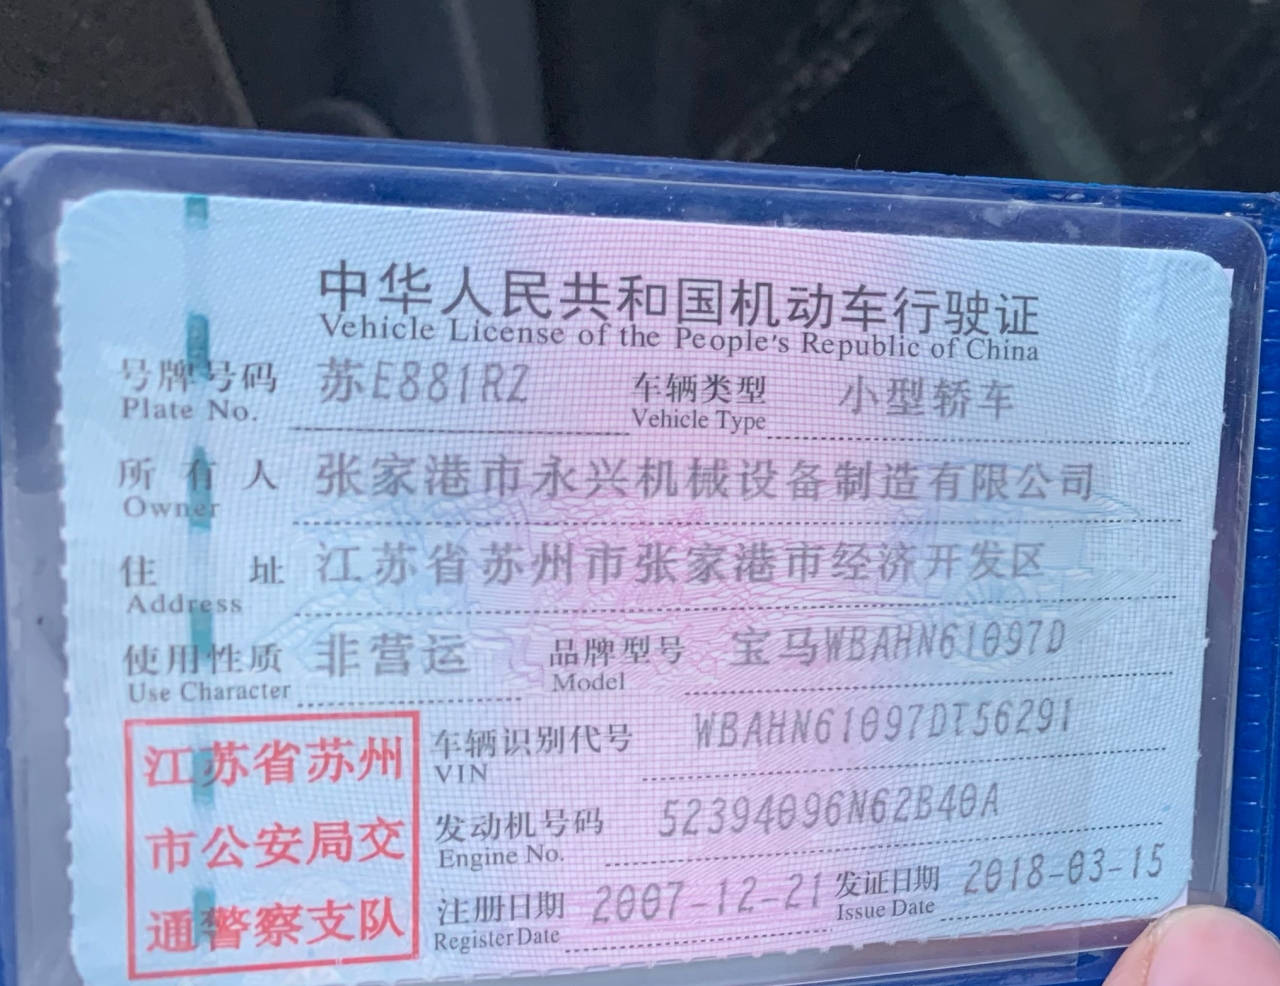 中华人民共和国机动车行驶证
Vehicle License of the People's Republic of China
号牌号码 苏E881RZ 车辆类型 小型轿车
Plate No. Vehicle Type
所有人 张家港市永兴机械设备制造有限公司
Owner
住址 江苏省苏州市张家港市经济开发区
Address
使用性质 非营运 品牌型号 宝马WBAHN61097D
Use Character Model
江苏省苏州
市公安局交
通警察支队
车辆识别代号 WBAHN61097DT56291
VIN
发动机号码 52394096N62B40A
Engine No.
注册日期 2007-12-21 发证日期 2018-03-15
Register Date Issue Date